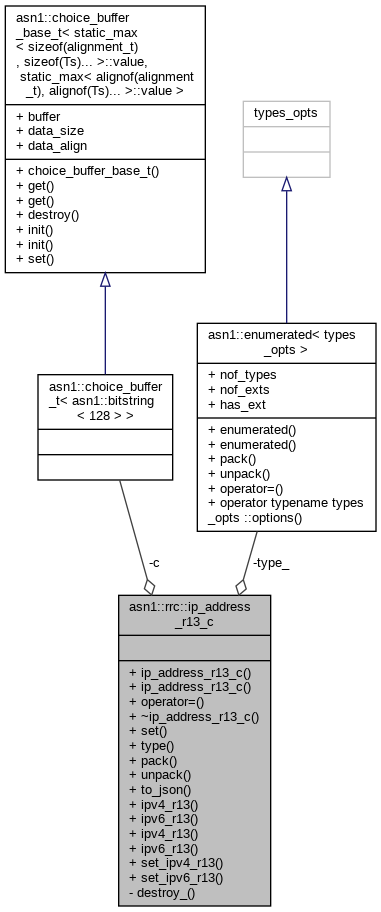 asn1::choice_buffer
_base_t< static_max
< sizeof(alignment_t)
, sizeof(Ts)... >::value,
static_max< alignof(alignment
_t), alignof(Ts)... >::value >
+ buffer
+ data_size
+ data_align
+ choice_buffer_base_t()
+ get()
+ get()
+ destroy()
+ init()
+ init()
+ set()
types_opts
asn1::enumerated< types
_opts >
+ nof_types
+ nof_exts
+ has_ext
+ enumerated()
+ enumerated()
+ pack()
+ unpack()
+ operator=()
+ operator typename types
_opts ::options()
asn1::choice_buffer
_t< asn1::bitstring
< 128 > >
-c
-type_
asn1::rrc::ip_address
_r13_c
+ ip_address_r13_c()
+ ip_address_r13_c()
+ operator=()
+ ~ip_address_r13_c()
+ set()
+ type()
+ pack()
+ unpack()
+ to_json()
+ ipv4_r13()
+ ipv6_r13()
+ ipv4_r13()
+ ipv6_r13()
+ set_ipv4_r13()
+ set_ipv6_r13()
- destroy_()